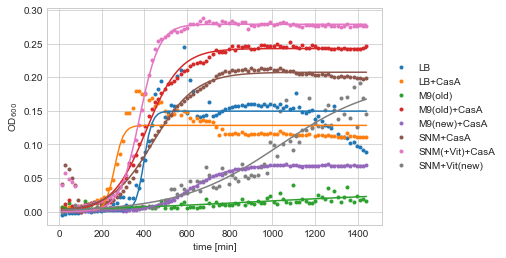 0.30
0.25
0.20
0.15
0.10
0.05
0.00
OD₆₀₀
0 200 400 600 800 1000 1200 1400
time [min]
LB
LB+CasA
M9(old)
M9(old)+CasA
M9(new)+CasA
SNM+CasA
SNM(+Vit)+CasA
SNM+Vit(new)